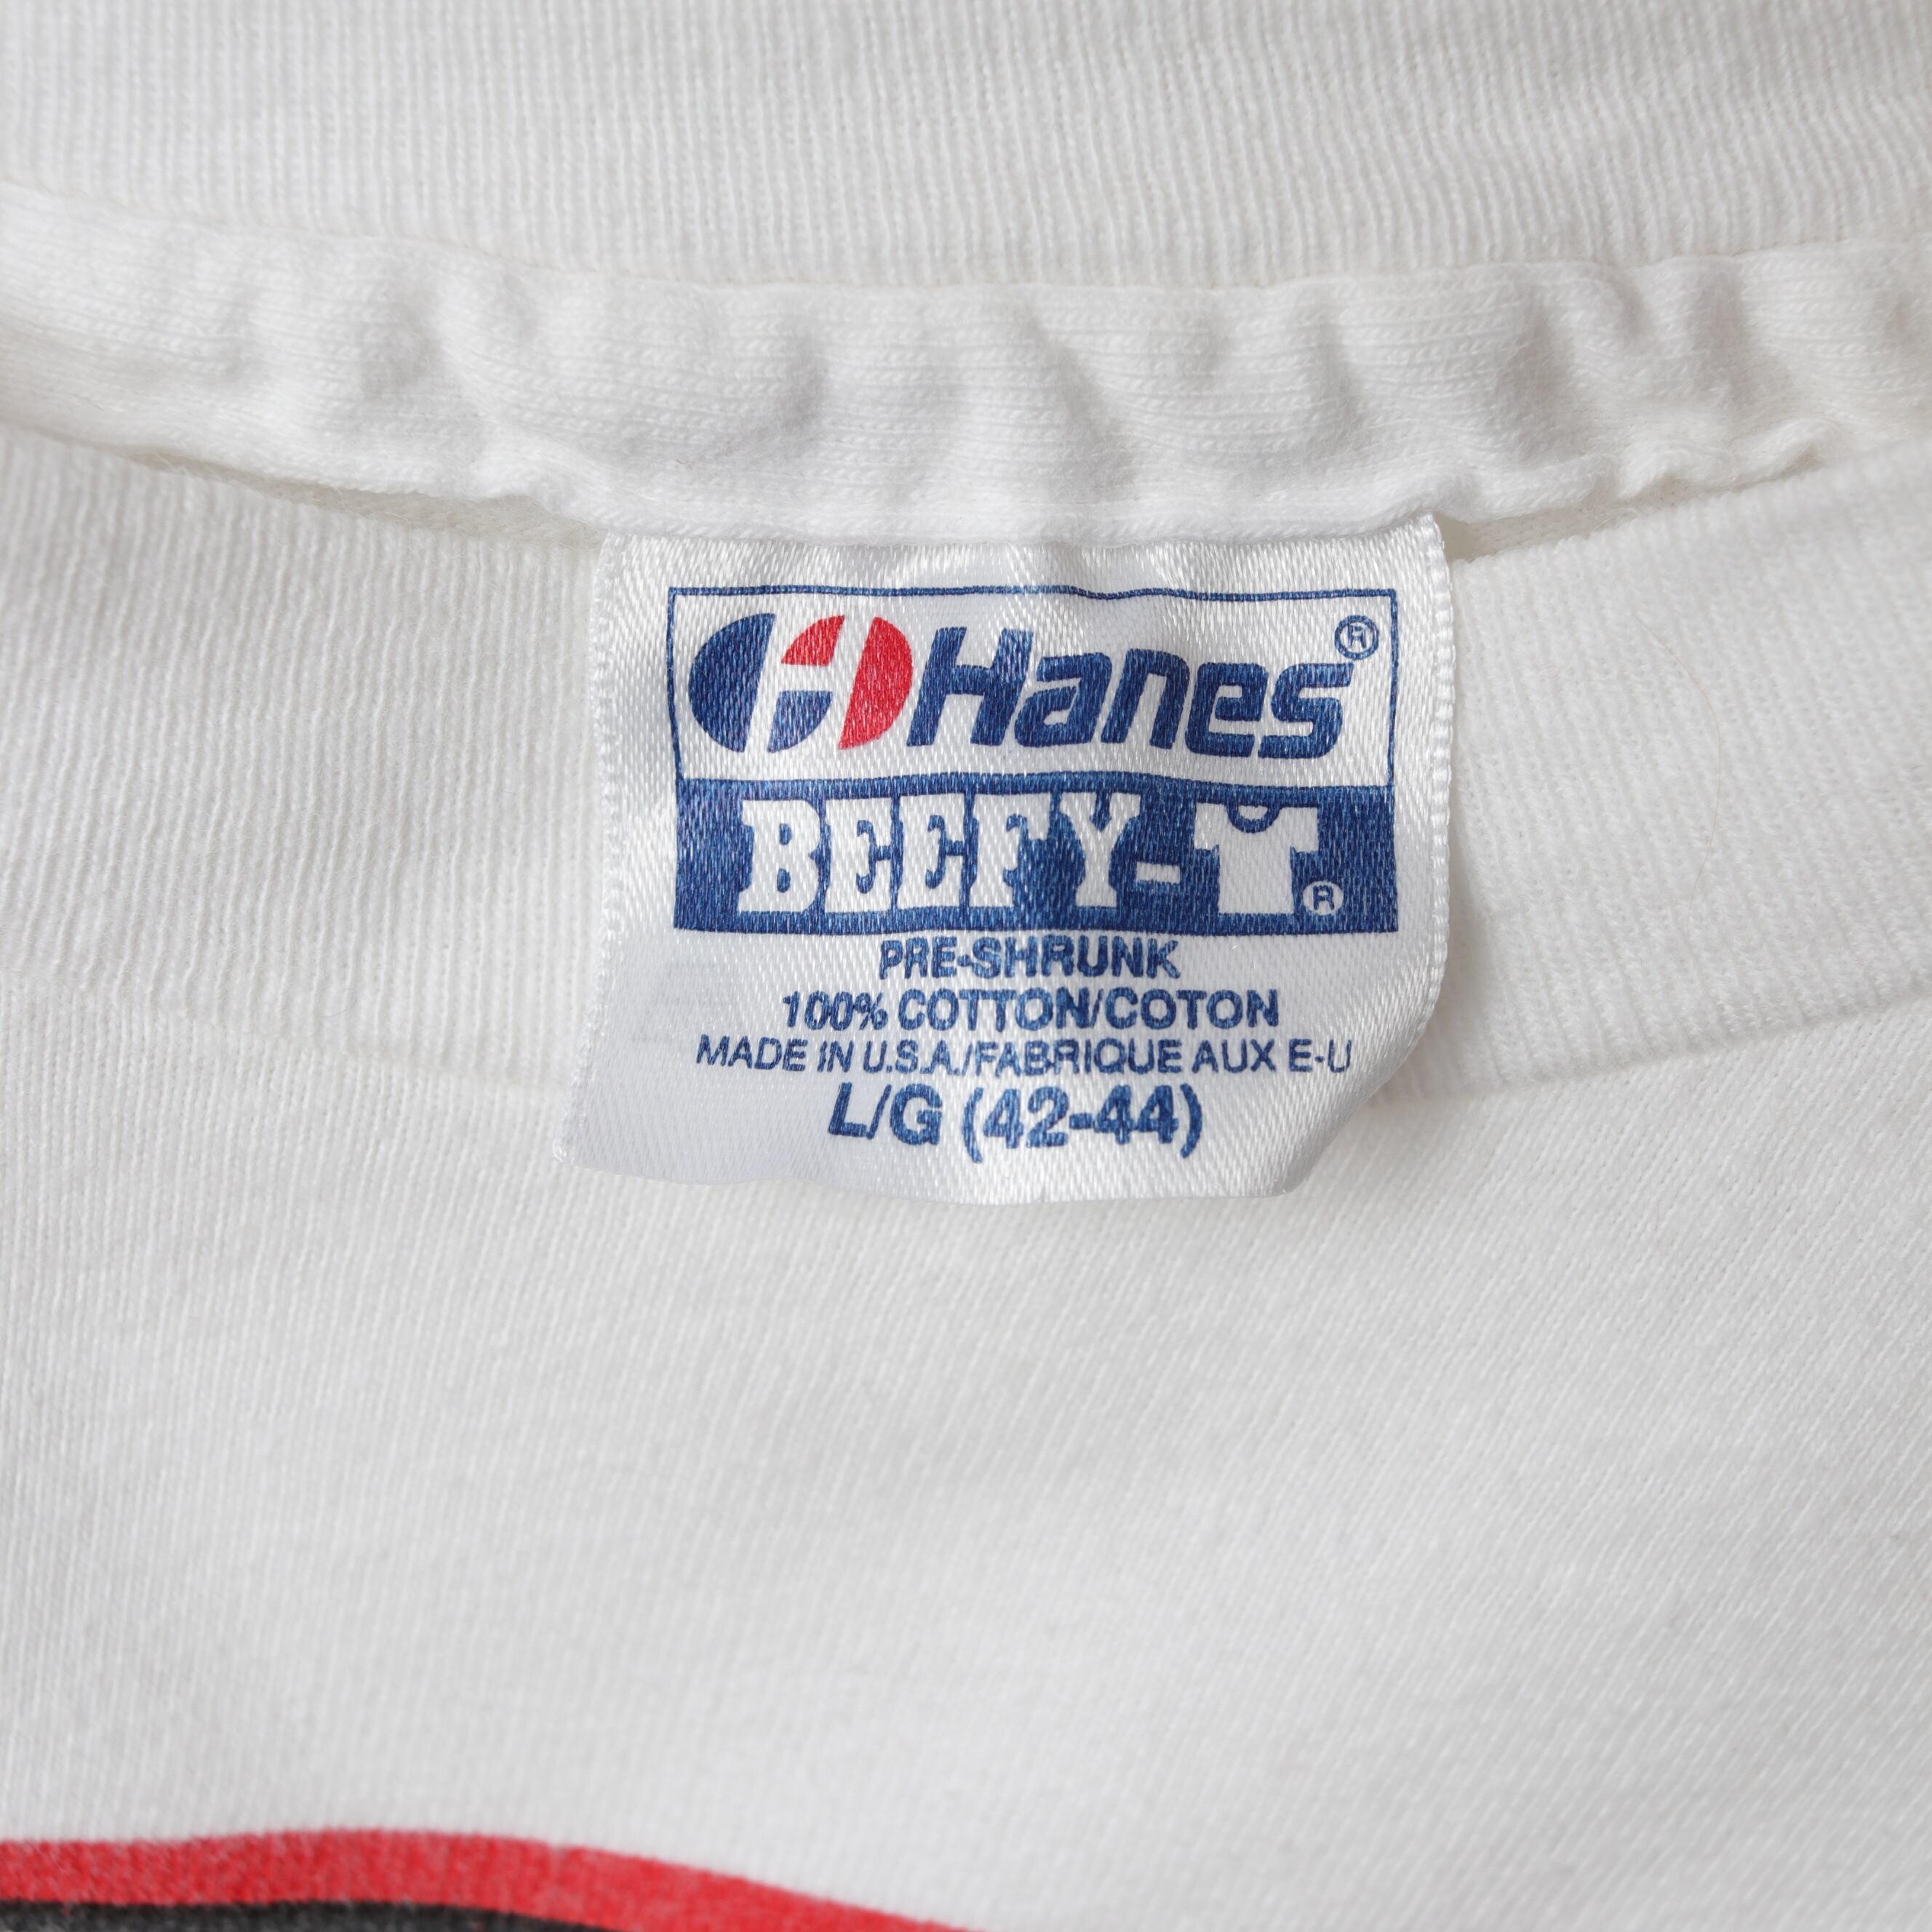 Hanes®
BEEFY-T®
PRE-SHRUNK
100% COTTON/COTON
MADE IN U.S.A./FABRIQUE AUX E-U
L/G (42-44)